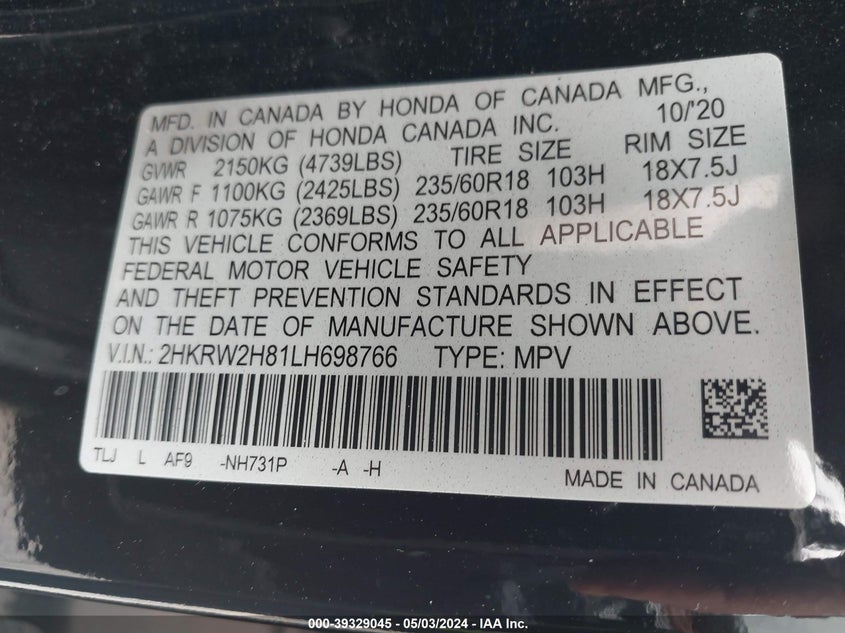 MFD. IN CANADA BY HONDA OF CANADA MFG.,
A DIVISION OF HONDA CANADA INC. 10/'20
GVWR 2150KG (4739LBS) TIRE SIZE RIM SIZE
GAWR F 1100KG (2425LBS) 235/60R18 103H 18X7.5J
GAWR R 1075KG (2369LBS) 235/60R18 103H 18X7.5J
THIS VEHICLE CONFORMS TO ALL APPLICABLE
FEDERAL MOTOR VEHICLE SAFETY
AND THEFT PREVENTION STANDARDS IN EFFECT
ON THE DATE OF MANUFACTURE SHOWN ABOVE.
V.I.N.: 2HKRW2H81LH698766 TYPE: MPV
TLJ L AF9 -NH731P -A -H
MADE IN CANADA
000-39329045 - 05/03/2024 - IAA Inc.